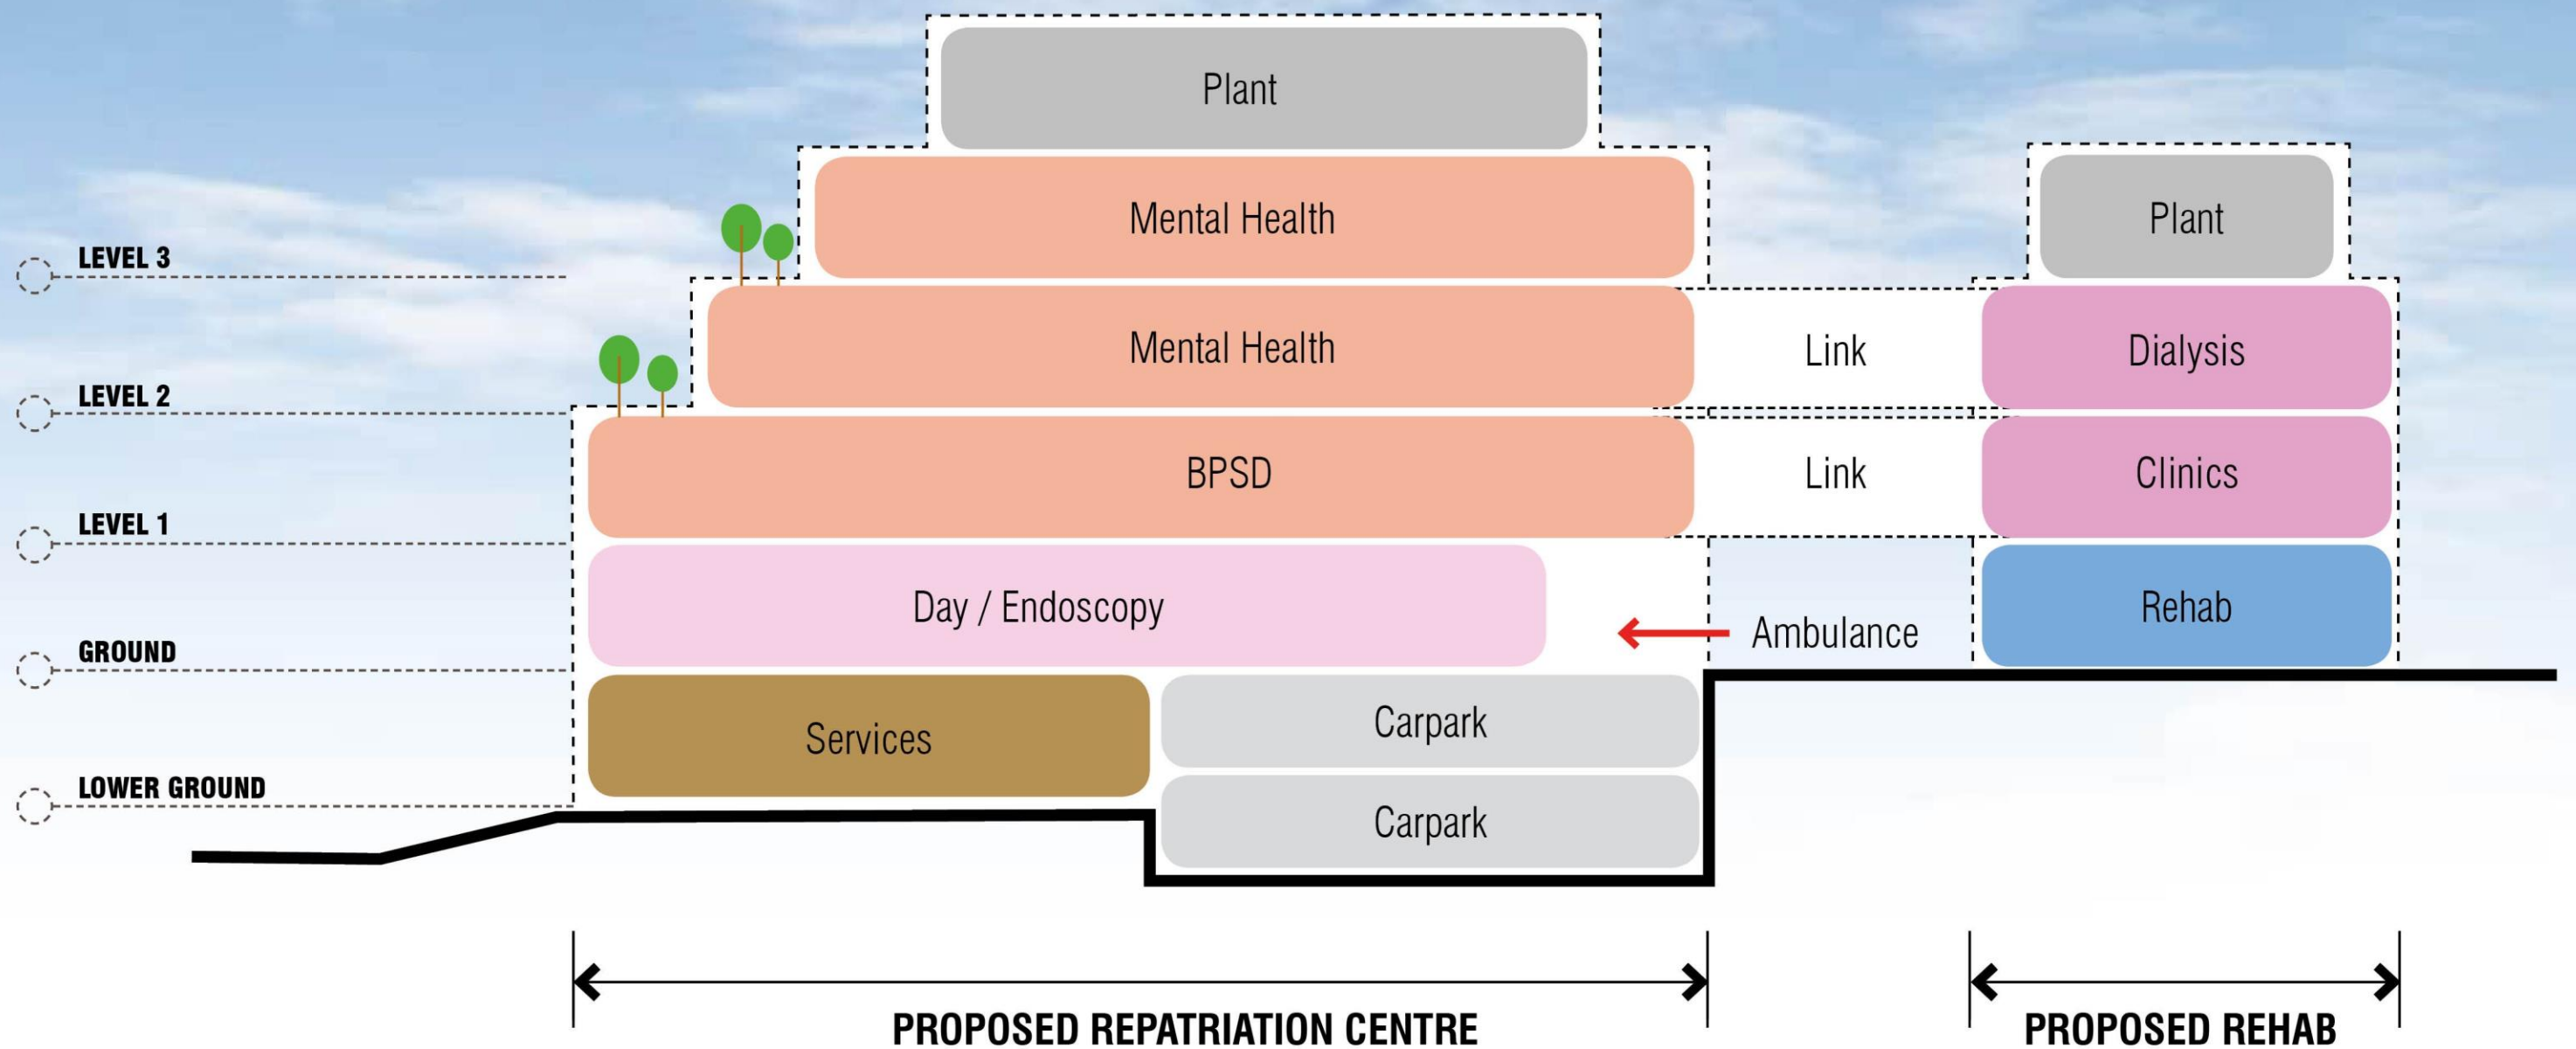 Plant
Mental Health
Plant
LEVEL 3
Mental Health
Link
Dialysis
LEVEL 2
BPSD
Link
Clinics
LEVEL 1
Day / Endoscopy
Ambulance
Rehab
GROUND
Services
Carpark
LOWER GROUND
Carpark
PROPOSED REPATRIATION CENTRE
PROPOSED REHAB